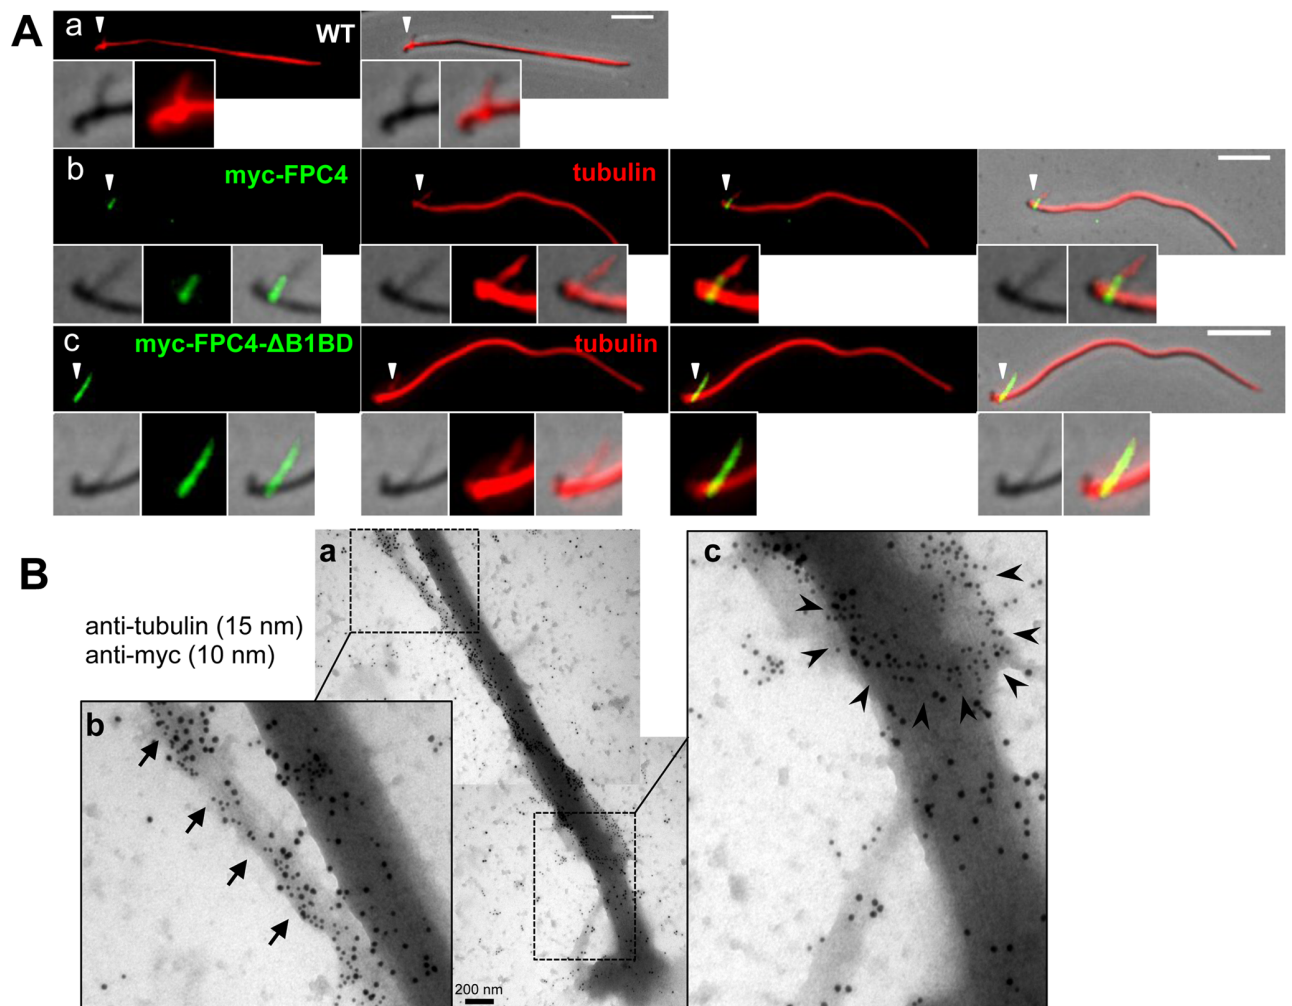 A
a
WT
b
myc-FPC4
tubulin
c
myc-FPC4-ΔB1BD
tubulin
B
a
c
anti-tubulin (15 nm)
anti-myc (10 nm)
b
200 nm